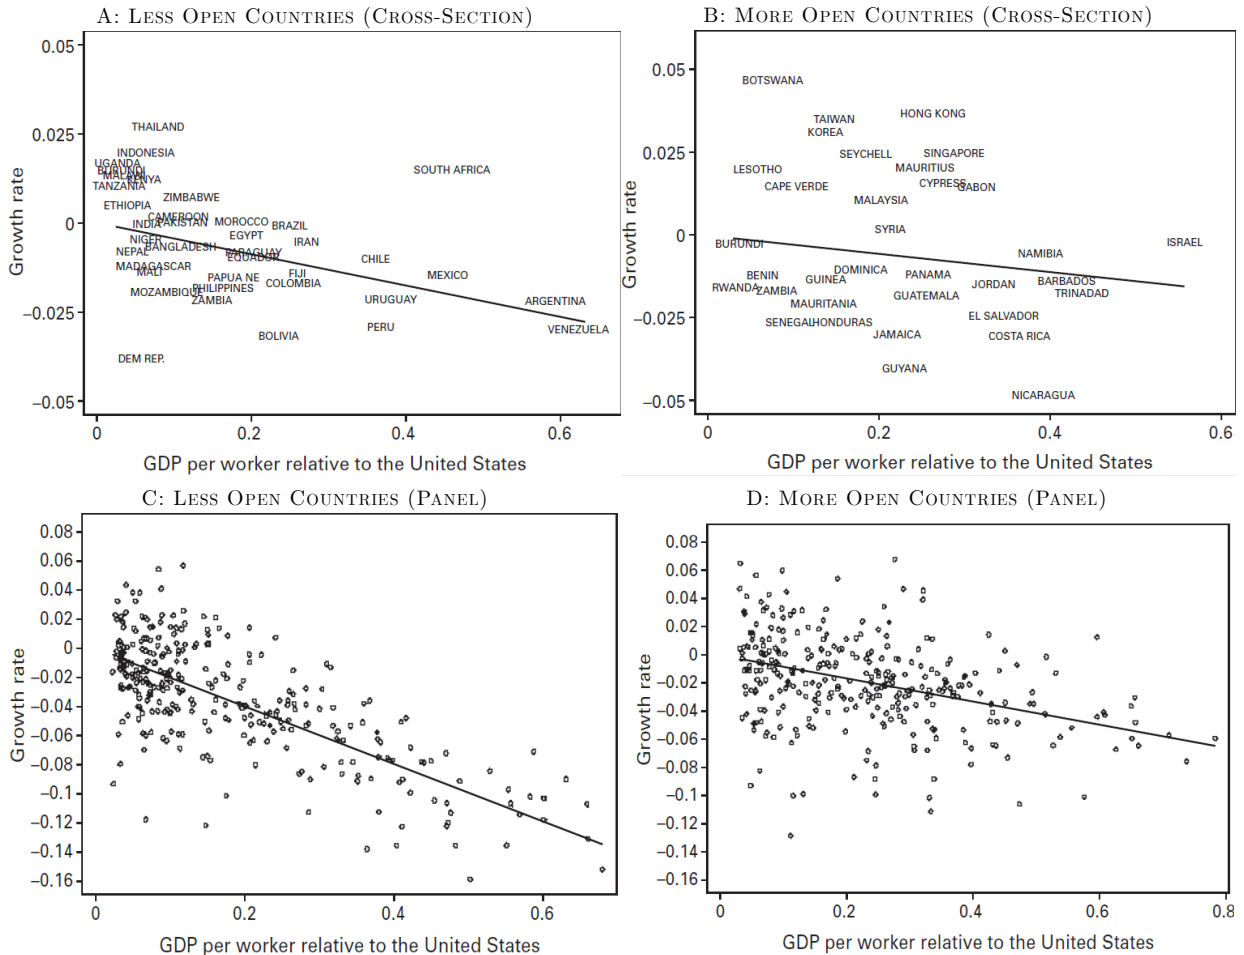 A: Less Open Countries (Cross-Section)
0.05
0.025
0
−0.025
−0.05
Growth rate
THAILAND
INDONESIA
UGANDA
BURUNDI
MALAWI
KENYA
TANZANIA
SOUTH AFRICA
ZIMBABWE
ETHIOPIA
CAMEROON
INDIA
PAKISTAN
MOROCCO
BRAZIL
EGYPT
NIGER
BANGLADESH
IRAN
NEPAL
PARAGUAY
EQUADOR
CHILE
MADAGASCAR
MALI
PAPUA NE
FIJI
COLOMBIA
MEXICO
MOZAMBIQUE
PHILIPPINES
ZAMBIA
URUGUAY
ARGENTINA
BOLIVIA
PERU
VENEZUELA
DEM REP.
0
0.2
0.4
0.6
GDP per worker relative to the United States
B: More Open Countries (Cross-Section)
0.05
0.025
0
−0.025
−0.05
Growth rate
BOTSWANA
HONG KONG
TAIWAN
KOREA
SEYCHELL
SINGAPORE
LESOTHO
MAURITIUS
CAPE VERDE
CYPRESS
GABON
MALAYSIA
SYRIA
BURUNDI
ISRAEL
NAMIBIA
BENIN
DOMINICA
GUINEA
PANAMA
JORDAN
BARBADOS
RWANDA
ZAMBIA
GUATEMALA
TRINADAD
MAURITANIA
SENEGAL
HONDURAS
EL SALVADOR
JAMAICA
COSTA RICA
GUYANA
NICARAGUA
0
0.2
0.4
0.6
GDP per worker relative to the United States
C: Less Open Countries (Panel)
0.08
0.06
0.04
0.02
0
−0.02
−0.04
−0.06
−0.08
−0.1
−0.12
−0.14
−0.16
Growth rate
0
0.2
0.4
0.6
GDP per worker relative to the United States
D: More Open Countries (Panel)
0.08
0.06
0.04
0.02
0
−0.02
−0.04
−0.06
−0.08
−0.1
−0.12
−0.14
−0.16
Growth rate
0
0.2
0.4
0.6
0.8
GDP per worker relative to the United States